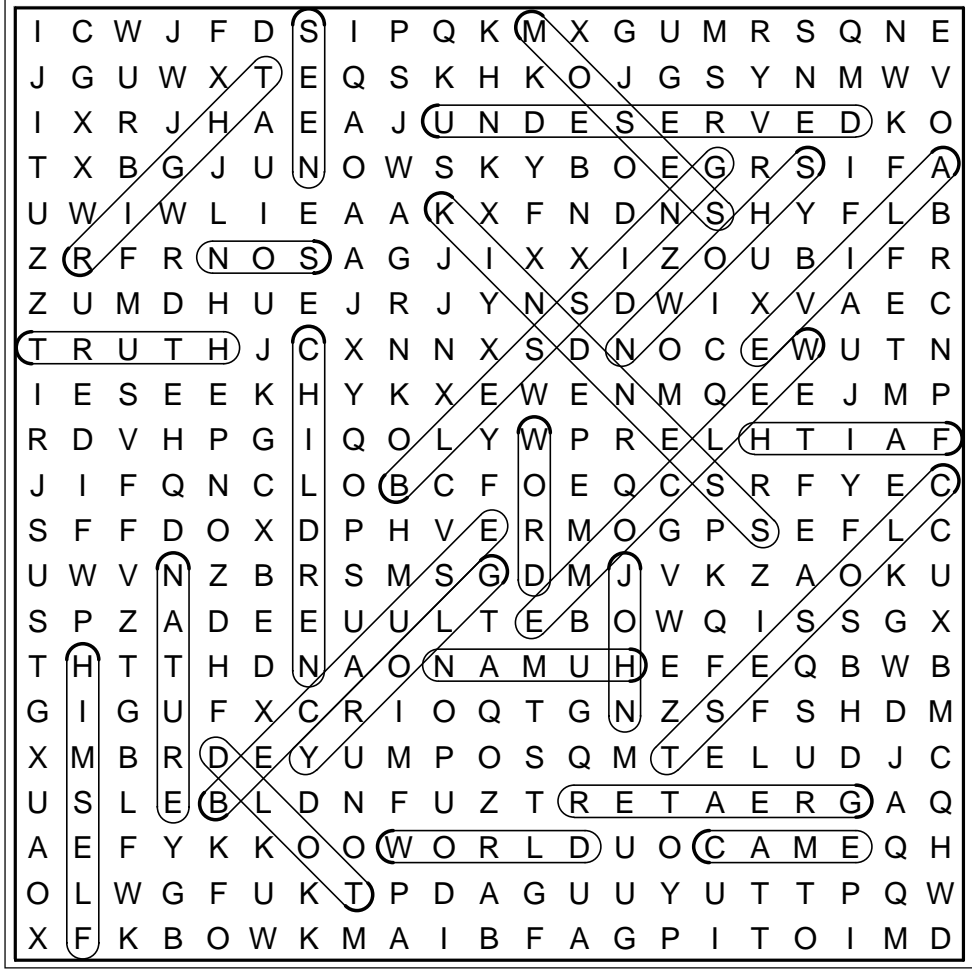 I C W J F D S I P Q K M X G U M R S Q N E
J G U W X T E Q S K H K O J G S Y N M W V
I X R J H A E A J U N D E S E R V E D K O
T X B G J U N O W S K Y B O E G R S I F A
U W I W L I E A A K X F N D N S H Y F L B
Z R F R N O S A G J I X X I Z O U B I F R
Z U M D H U E J R J Y N S D W I X V A E C
T R U T H J C X N N X S D N O C E W U T N
I E S E E K H Y K X E W E N M Q E E J M P
R D V H P G I Q O L Y W P R E L H T I A F
J I F Q N C L O B C F O E Q C S R F Y E C
S F F D O X D P H V E R M O G P S E F L C
U W V N Z B R S M S G D M J V K Z A O K U
S P Z A D E E U U L T E B O W Q I S S G X
T H T T H D N A O N A M U H E F E Q B W B
G I G U F X C R I O Q T G N Z S F S H D M
X M B R D E Y U M P O S Q M T E L U D J C
U S L E B L D N F U Z T R E T A E R G A Q
A E F Y K K O O W O R L D U O C A M E Q H
O L W G F U K T P D A G U U Y U T T P Q W
X F K B O W K M A I B F A G P I T O I M D